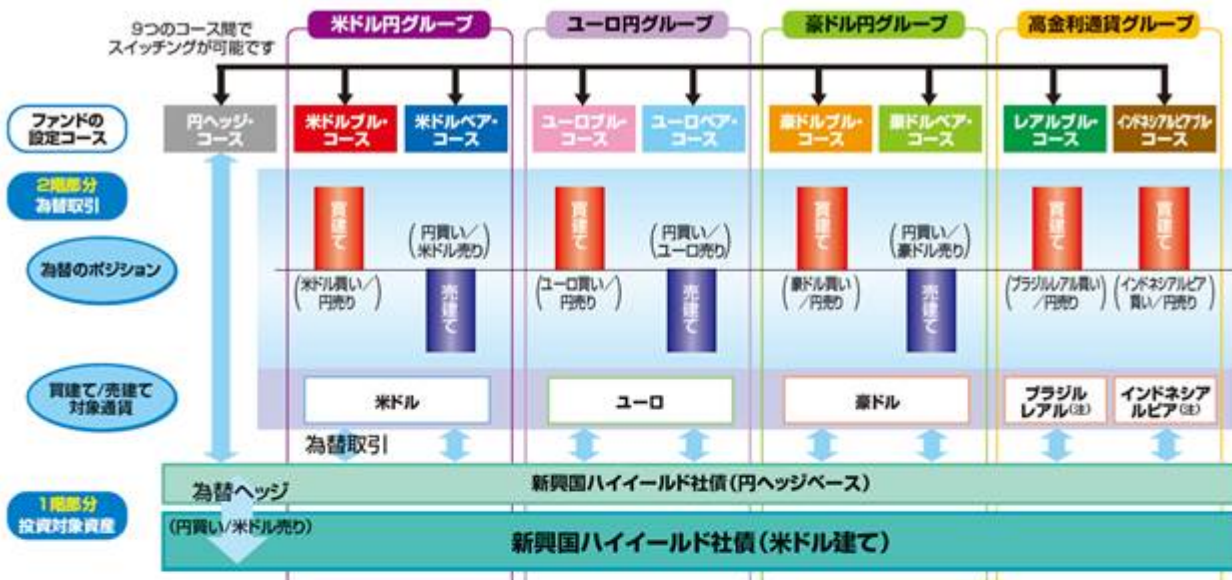 9つのコース間で
スイッチングが可能です
米ドル円グループ
ユーロ円グループ
豪ドル円グループ
高金利通貨グループ
ファンドの
設定コース
円ヘッジ・
コース
米ドルブル・
コース
米ドルベア・
コース
ユーロブル・
コース
ユーロベア・
コース
豪ドルブル・
コース
豪ドルベア・
コース
レアルブル・
コース
インドネシアルピアブル・
コース
2階部分
為替取引
為替のポジション
買建て
(米ドル買い/
円売り)
(円買い/
米ドル売り)
売建て
買建て
(ユーロ買い/
円売り)
(円買い/
ユーロ売り)
売建て
買建て
(豪ドル買い
/円売り)
(円買い/
豪ドル売り)
売建て
買建て
(ブラジルレアル買い
/円売り)
買建て
(インドネシアルピア
買い/円売り)
買建て/売建て
対象通貨
米ドル
ユーロ
豪ドル
ブラジル
レアル(注)
インドネシア
ルピア(注)
為替取引
1階部分
投資対象資産
新興国ハイイールド社債(円ヘッジベース)
為替ヘッジ
(円買い/米ドル売り)
新興国ハイイールド社債(米ドル建て)